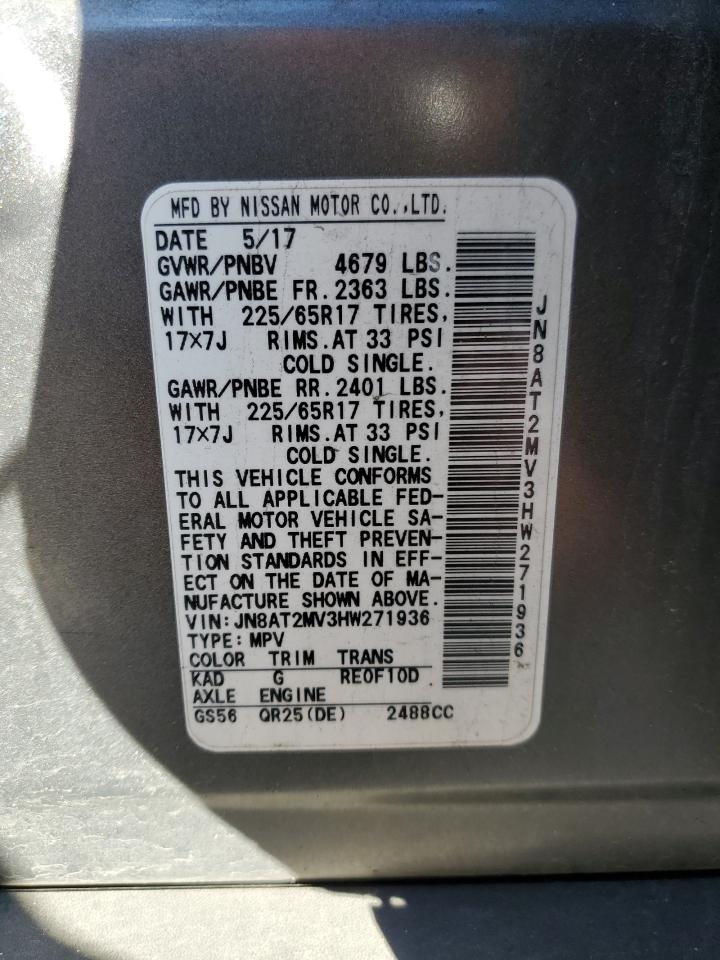 MFD BY NISSAN MOTOR CO.,LTD.
DATE 5/17
GVWR/PNBV 4679 LBS.
GAWR/PNBE FR. 2363 LBS.
WITH 225/65R17 TIRES,
17×7J RIMS.AT 33 PSI
COLD SINGLE.
GAWR/PNBE RR. 2401 LBS.
WITH 225/65R17 TIRES,
17×7J RIMS.AT 33 PSI
COLD SINGLE.
THIS VEHICLE CONFORMS
TO ALL APPLICABLE FED-
ERAL MOTOR VEHICLE SA-
FETY AND THEFT PREVEN-
TION STANDARDS IN EFF-
ECT ON THE DATE OF MA-
NUFACTURE SHOWN ABOVE.
VIN:JN8AT2MV3HW271936
TYPE:MPV
COLOR TRIM TRANS
KAD G RE0F10D
AXLE ENGINE
GS56 QR25(DE) 2488CC
JN8AT2MV3HW271936